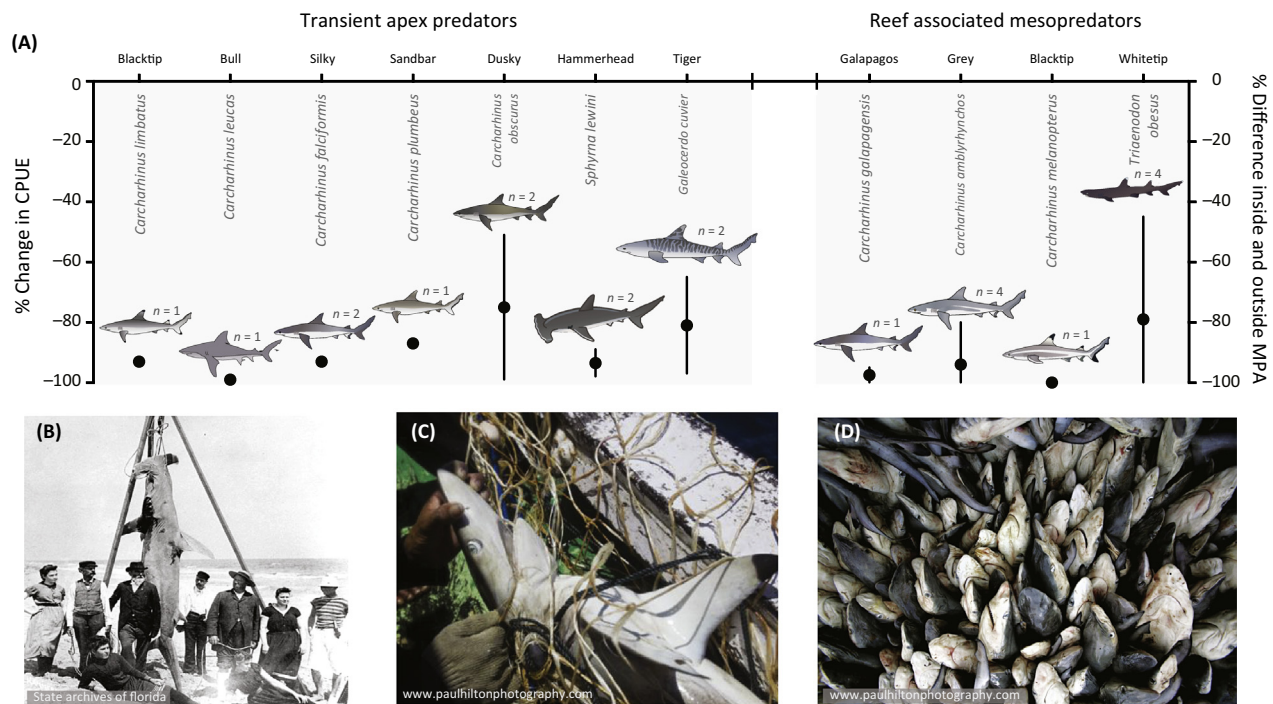 Transient apex predators
Reef associated mesopredators
(A)
Blacktip
Bull
Silky
Sandbar
Dusky
Hammerhead
Tiger
Galapagos
Grey
Blacktip
Whitetip
% Change in CPUE
0
−20
−40
−60
−80
−100
Carcharhinus limbatus
Carcharhinus leucas
Carcharhinus falciformis
Carcharhinus plumbeus
Carcharhinus
obscurus
Sphyrna lewini
Galeocerdo cuvier
Carcharhinus galapagensis
Carcharhinus amblyrhynchos
Carcharhinus melanopterus
Triaenodon
obesus
n = 1
n = 1
n = 2
n = 1
n = 2
n = 2
n = 2
n = 1
n = 4
n = 1
n = 4
0
−20
−40
−60
−80
−100
% Difference inside and outside MPA
(B)
State archives of florida
(C)
www.paulhiltonphotography.com
(D)
www.paulhiltonphotography.com